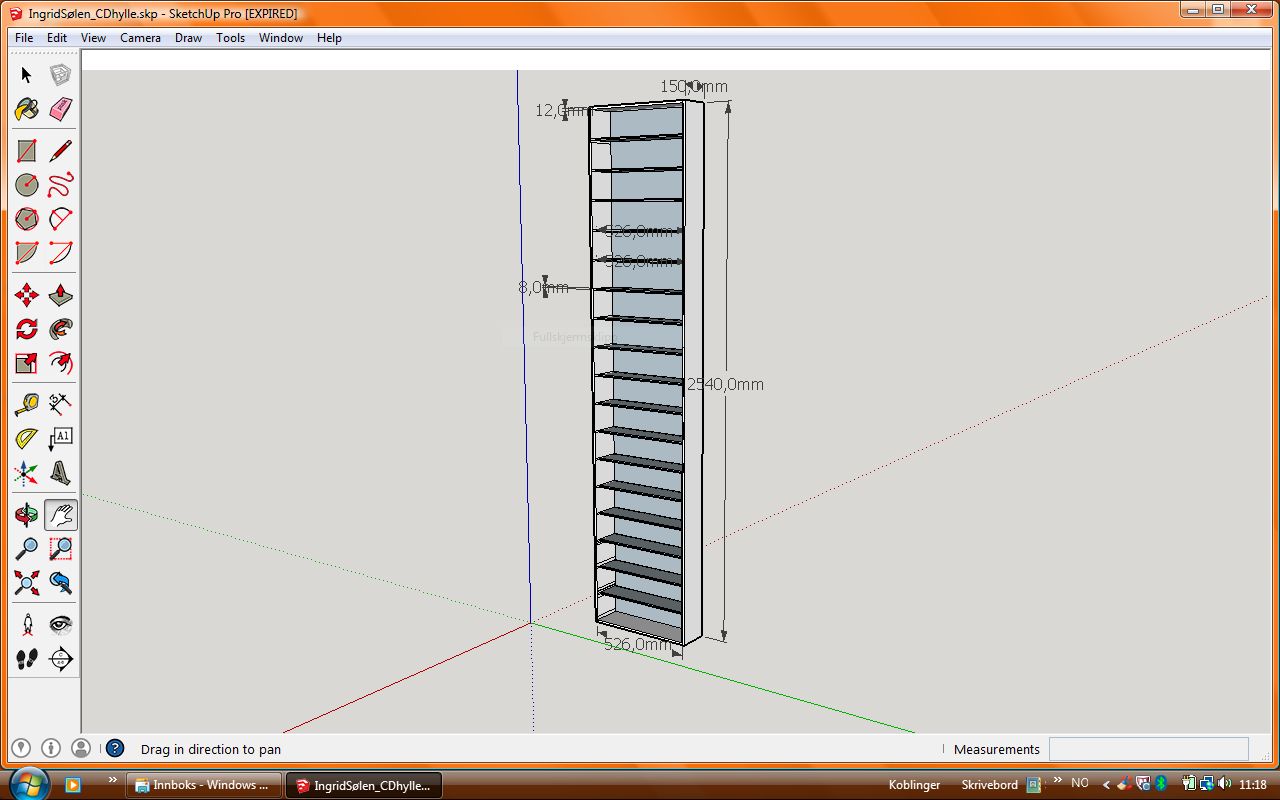 IngridSølen_CDhylle.skp - SketchUp Pro [EXPIRED]
File Edit View Camera Draw Tools Window Help
150,0mm
12,0mm
526,0mm
526,0mm
8,0mm
2540,0mm
526,0mm
A1
Drag in direction to pan
Measurements
Innboks - Windows ...
IngridSølen_CDhylle...
Koblinger
Skrivebord
NO
11:18